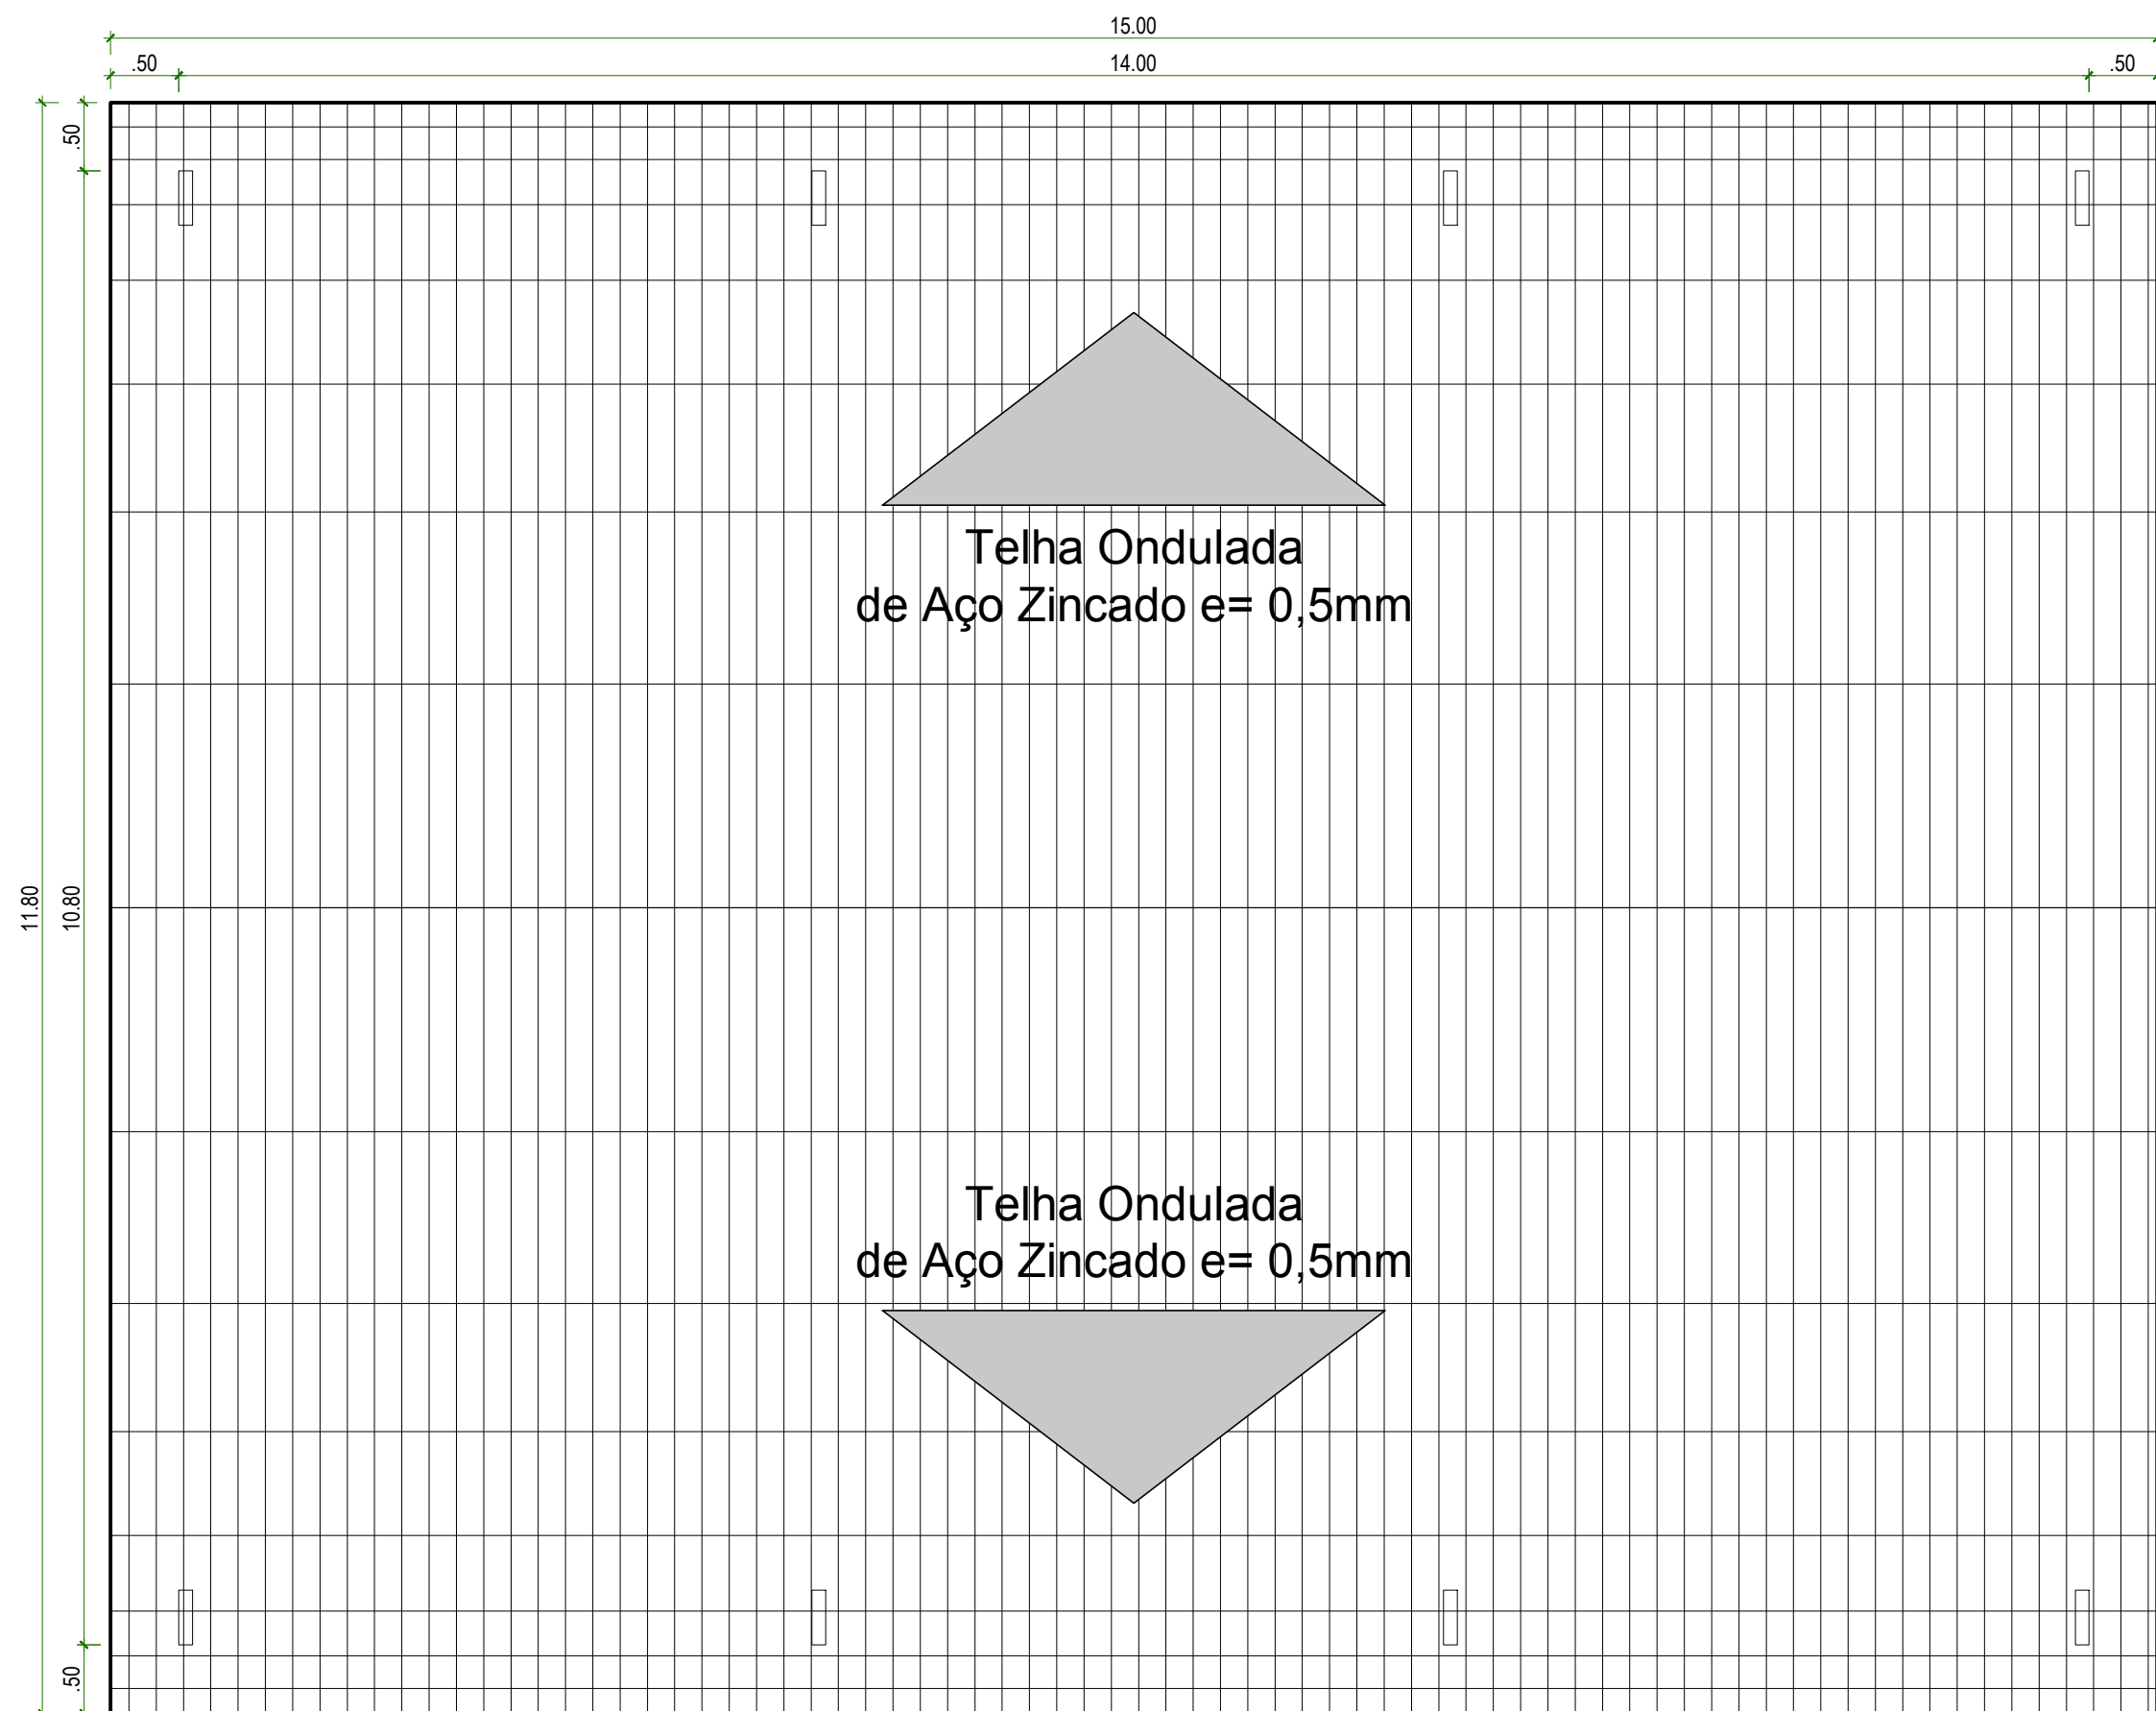 15.00
.50
14.00
.50
.50
Telha Ondulada
de Aço Zincado e= 0,5mm
11.80
10.80
Telha Ondulada
de Aço Zincado e= 0,5mm
.50